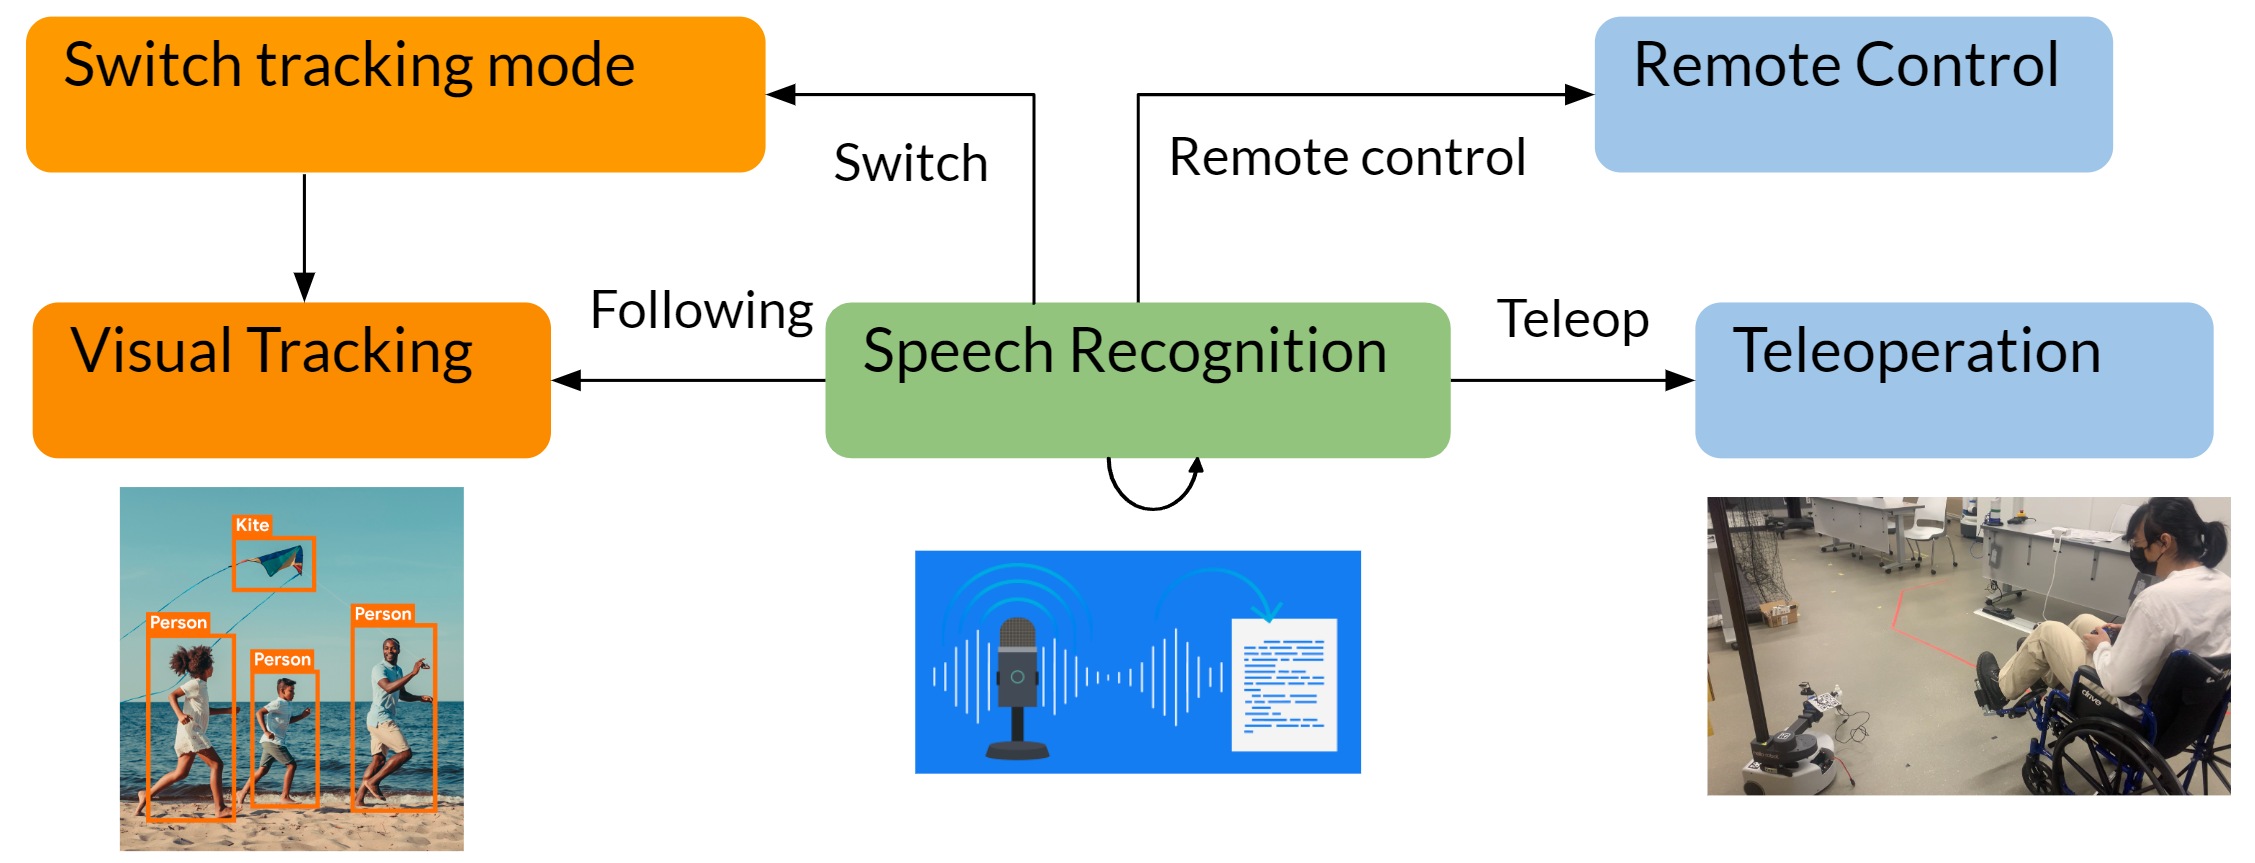 Switch tracking mode
Remote Control
Switch
Remote control
Visual Tracking
Following
Speech Recognition
Teleop
Teleoperation
Kite
Person
Person
Person
drive